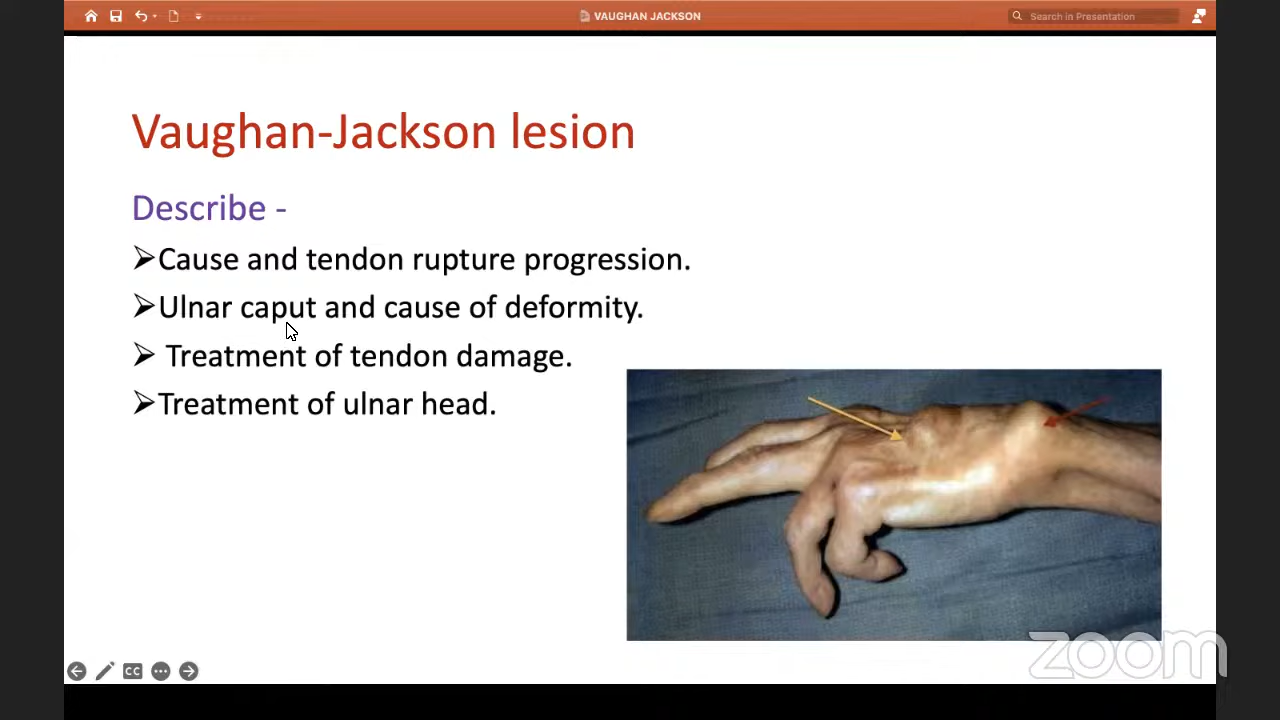 VAUGHAN JACKSON
Search in Presentation
Vaughan-Jackson lesion
Describe -
➢Cause and tendon rupture progression.
➢Ulnar caput and cause of deformity.
➢ Treatment of tendon damage.
➢Treatment of ulnar head.
CC
zoom